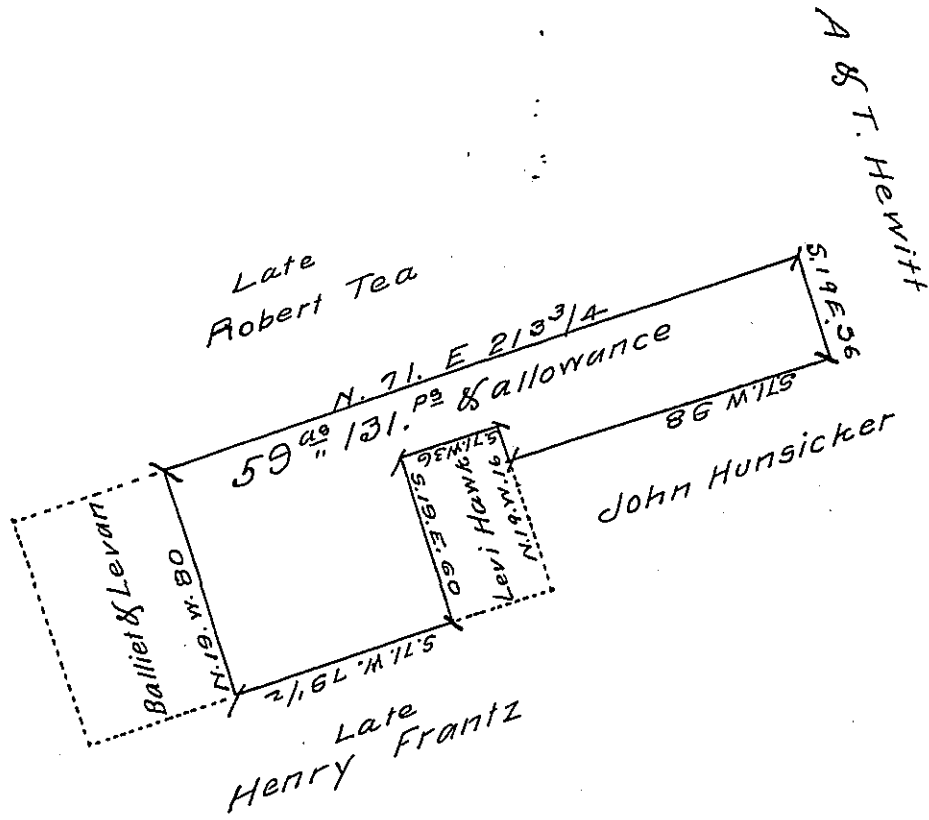 A & T. Hewitt
Late
Robert Tea
N. 71. E 213 3/4
S.19 E.36
59 as 131. ps & allowance
S.71.W 98
S.71.W36
N.19.W.16
Levi Hawk
S.19.E.60
John Hunsicker
Balliet & Levan
N.19.W.80
S.71.W. 79 1/2
Late
Henry Frantz